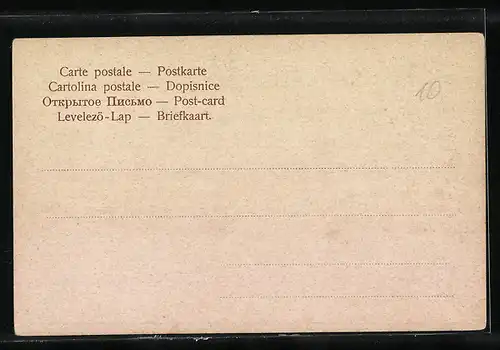 Carte postale — Postkarte
Cartolina postale — Dopisnice
Открытое Письмо — Post-card
Levelező-Lap — Briefkaart.
10